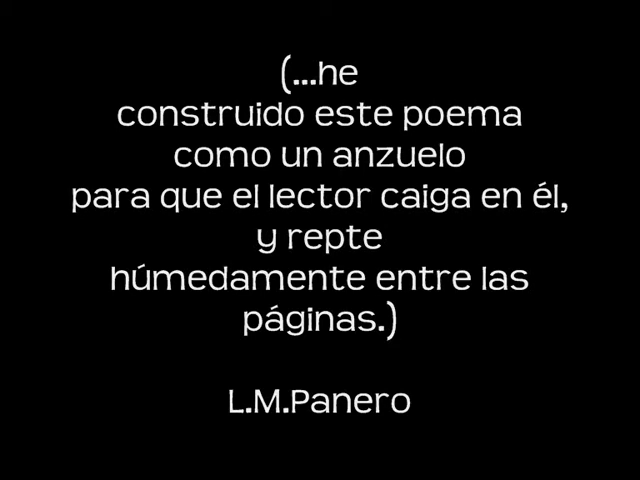 (...he
construido este poema
como un anzuelo
para que el lector caiga en él,
y repte
húmedamente entre las
páginas.)
L.M.Panero